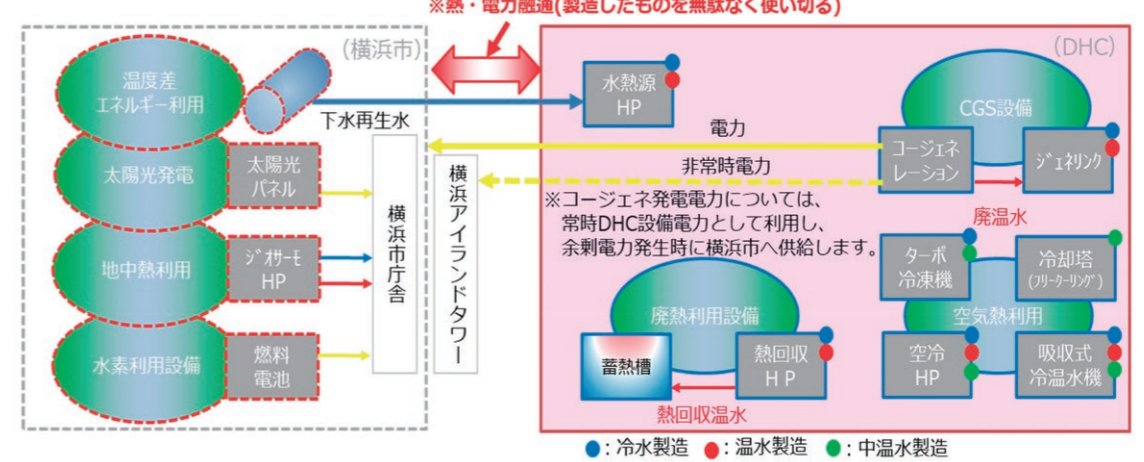 ※熱・電力融通(製造したものを無駄なく使い切る)
(横浜市)
(DHC)
温度差
エネルギー利用
下水再生水
水熱源
HP
CGS設備
コージェネ
レーション
ジェネリンク
電力
非常時電力
廃温水
太陽光発電
太陽光
パネル
横浜市庁舎
横浜アイランドタワー
※コージェネ発電電力については、
常時DHC設備電力として利用し、
余剰電力発生時に横浜市へ供給します。
地中熱利用
ジオサーモ
HP
ターボ
冷凍機
冷却塔
(フリークーリング)
廃熱利用設備
空気熱利用
水素利用設備
燃料
電池
蓄熱槽
熱回収
HP
空冷
HP
吸収式
冷温水機
熱回収温水
●:冷水製造 ●:温水製造 ●:中温水製造